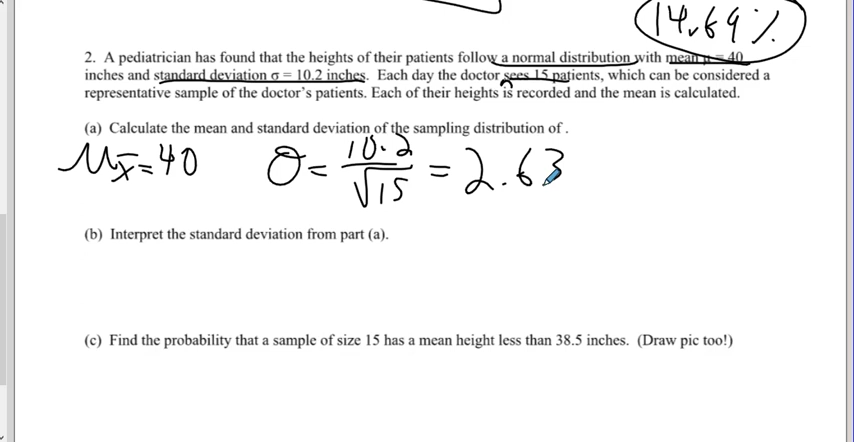 14.69%
2. A pediatrician has found that the heights of their patients follow a normal distribution with mean μ = 40
inches and standard deviation σ = 10.2 inches. Each day the doctor sees 15 patients, which can be considered a
representative sample of the doctor's patients. Each of their heights is recorded and the mean is calculated.
(a) Calculate the mean and standard deviation of the sampling distribution of .
μx̄ = 40 σ = 10.2/√15 = 2.63
(b) Interpret the standard deviation from part (a).
(c) Find the probability that a sample of size 15 has a mean height less than 38.5 inches. (Draw pic too!)